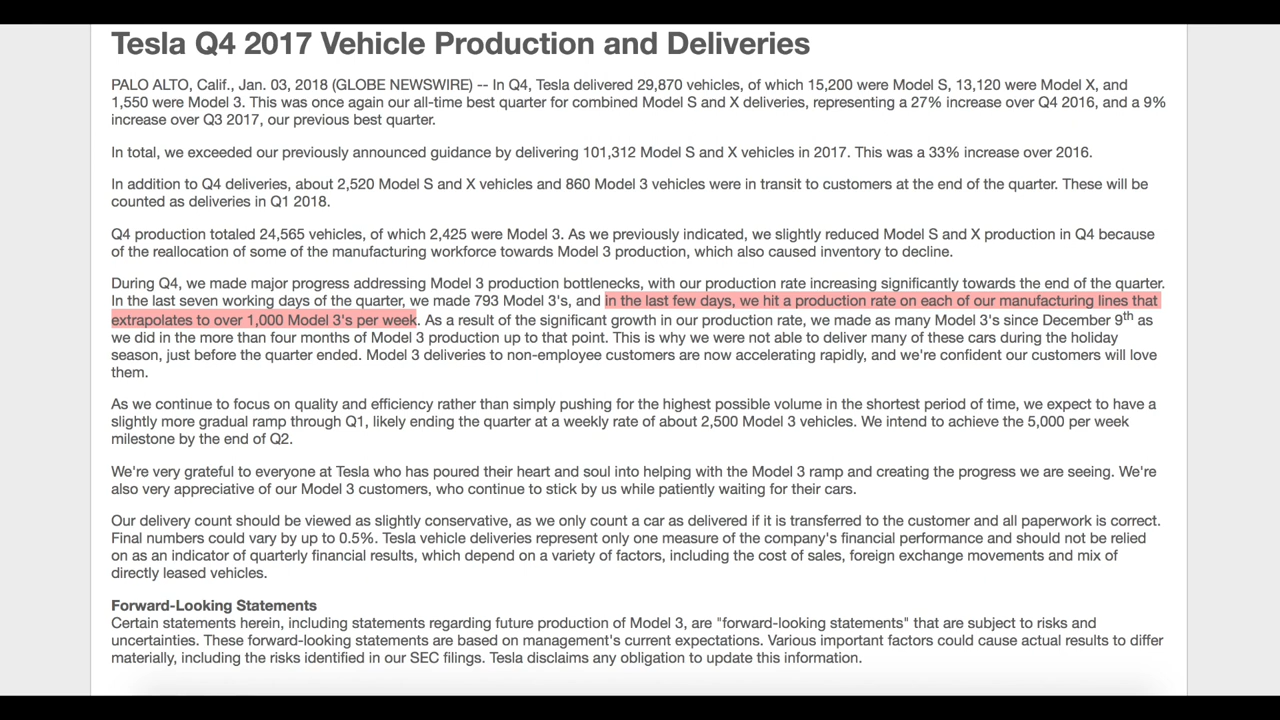 Tesla Q4 2017 Vehicle Production and Deliveries
PALO ALTO, Calif., Jan. 03, 2018 (GLOBE NEWSWIRE) -- In Q4, Tesla delivered 29,870 vehicles, of which 15,200 were Model S, 13,120 were Model X, and
1,550 were Model 3. This was once again our all-time best quarter for combined Model S and X deliveries, representing a 27% increase over Q4 2016, and a 9%
increase over Q3 2017, our previous best quarter.
In total, we exceeded our previously announced guidance by delivering 101,312 Model S and X vehicles in 2017. This was a 33% increase over 2016.
In addition to Q4 deliveries, about 2,520 Model S and X vehicles and 860 Model 3 vehicles were in transit to customers at the end of the quarter. These will be
counted as deliveries in Q1 2018.
Q4 production totaled 24,565 vehicles, of which 2,425 were Model 3. As we previously indicated, we slightly reduced Model S and X production in Q4 because
of the reallocation of some of the manufacturing workforce towards Model 3 production, which also caused inventory to decline.
During Q4, we made major progress addressing Model 3 production bottlenecks, with our production rate increasing significantly towards the end of the quarter.
In the last seven working days of the quarter, we made 793 Model 3's, and in the last few days, we hit a production rate on each of our manufacturing lines that
extrapolates to over 1,000 Model 3's per week. As a result of the significant growth in our production rate, we made as many Model 3's since December 9th as
we did in the more than four months of Model 3 production up to that point. This is why we were not able to deliver many of these cars during the holiday
season, just before the quarter ended. Model 3 deliveries to non-employee customers are now accelerating rapidly, and we're confident our customers will love
them.
As we continue to focus on quality and efficiency rather than simply pushing for the highest possible volume in the shortest period of time, we expect to have a
slightly more gradual ramp through Q1, likely ending the quarter at a weekly rate of about 2,500 Model 3 vehicles. We intend to achieve the 5,000 per week
milestone by the end of Q2.
We're very grateful to everyone at Tesla who has poured their heart and soul into helping with the Model 3 ramp and creating the progress we are seeing. We're
also very appreciative of our Model 3 customers, who continue to stick by us while patiently waiting for their cars.
Our delivery count should be viewed as slightly conservative, as we only count a car as delivered if it is transferred to the customer and all paperwork is correct.
Final numbers could vary by up to 0.5%. Tesla vehicle deliveries represent only one measure of the company's financial performance and should not be relied
on as an indicator of quarterly financial results, which depend on a variety of factors, including the cost of sales, foreign exchange movements and mix of
directly leased vehicles.
Forward-Looking Statements
Certain statements herein, including statements regarding future production of Model 3, are "forward-looking statements" that are subject to risks and
uncertainties. These forward-looking statements are based on management's current expectations. Various important factors could cause actual results to differ
materially, including the risks identified in our SEC filings. Tesla disclaims any obligation to update this information.